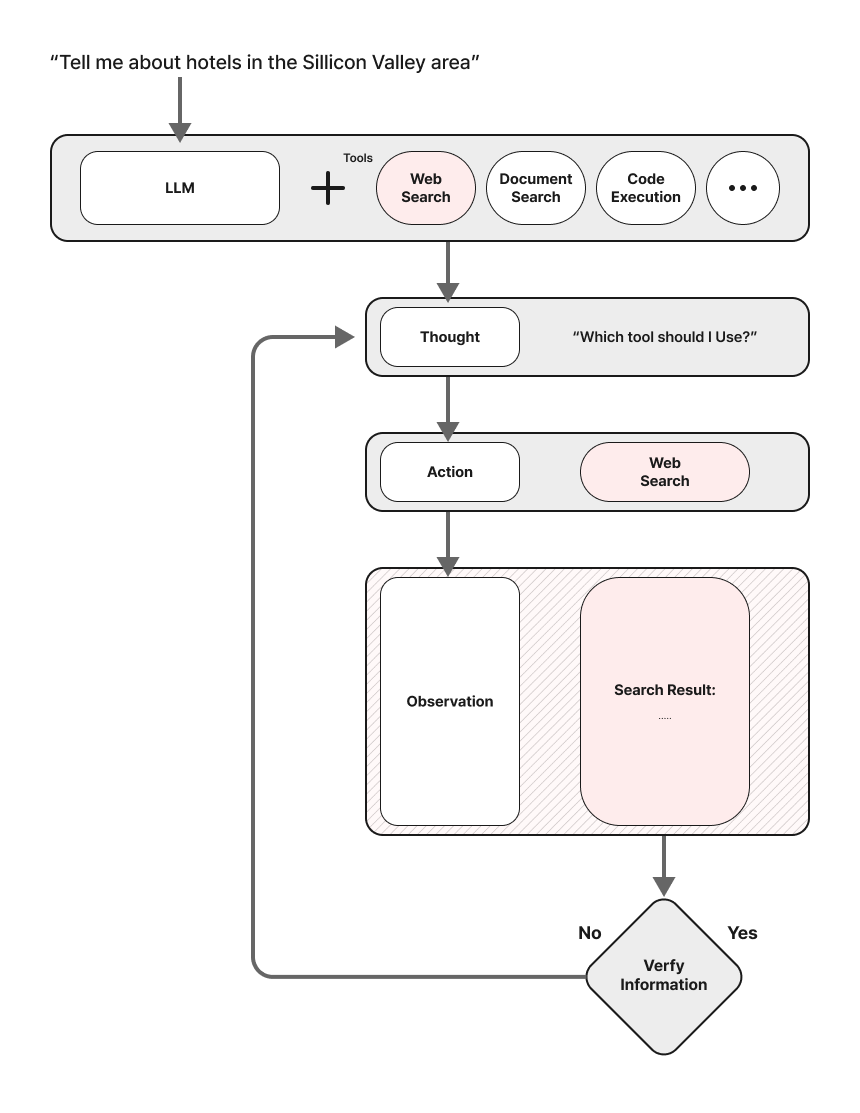 “Tell me about hotels in the Sillicon Valley area”
LLM
Tools
Web
Search
Document
Search
Code
Execution
•••
Thought
“Which tool should I Use?”
Action
Web
Search
Observation
Search Result:
.....
No
Yes
Verfy
Information